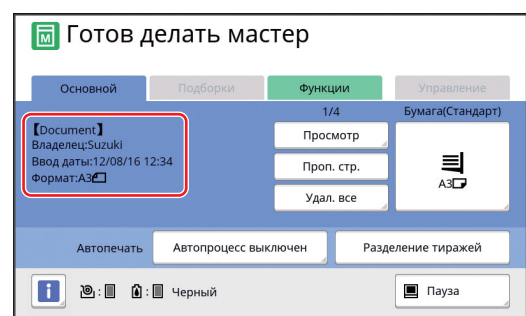 Готов делать мастер
Основной Подборки Функции Управление
1/4 Бумага(Стандарт)
【Document】
Владелец:Suzuki
Ввод даты:12/08/16 12:34
Формат:A3
Просмотр
Проп. стр.
A3
Удал. все
Автопечать Автопроцесс выключен Разделение тиражей
: : Черный Пауза